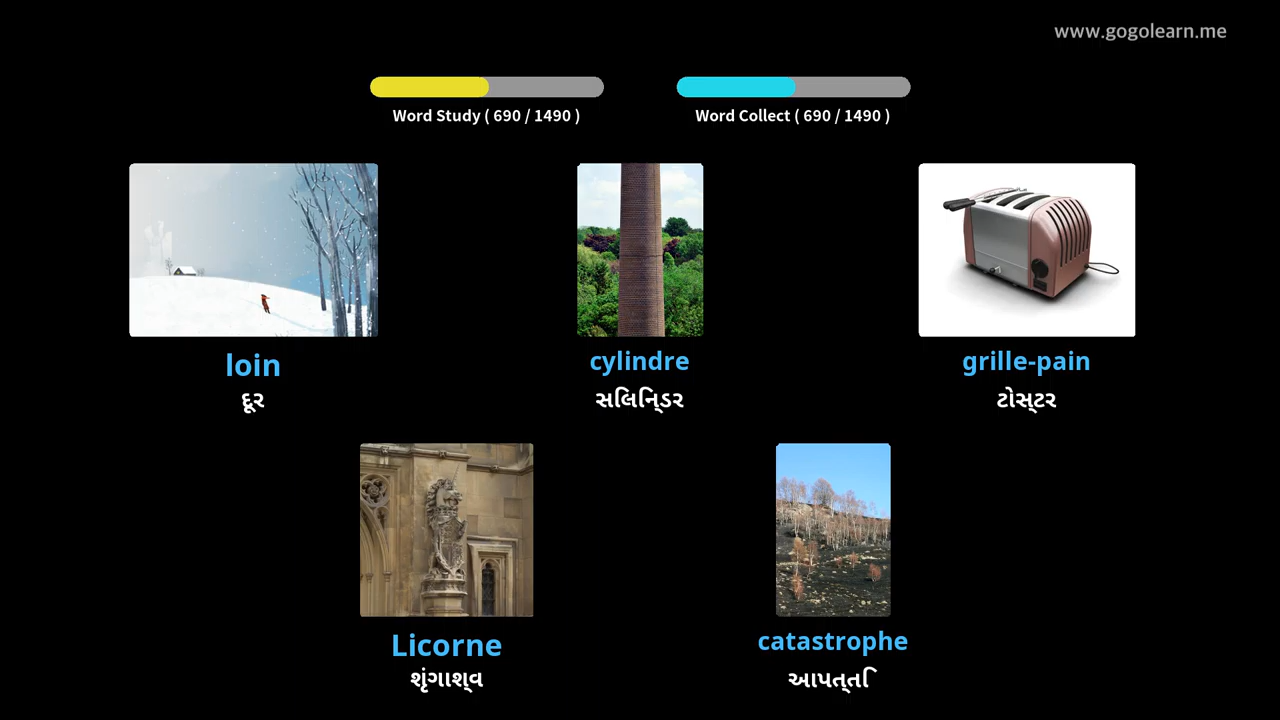 www.gogolearn.me
Word Study ( 690 / 1490 )
Word Collect ( 690 / 1490 )
loin
દૂર
cylindre
સિલિન્ડર
grille-pain
ટોસ્ટર
Licorne
શૃંગાશ્વ
catastrophe
આપત્તિ